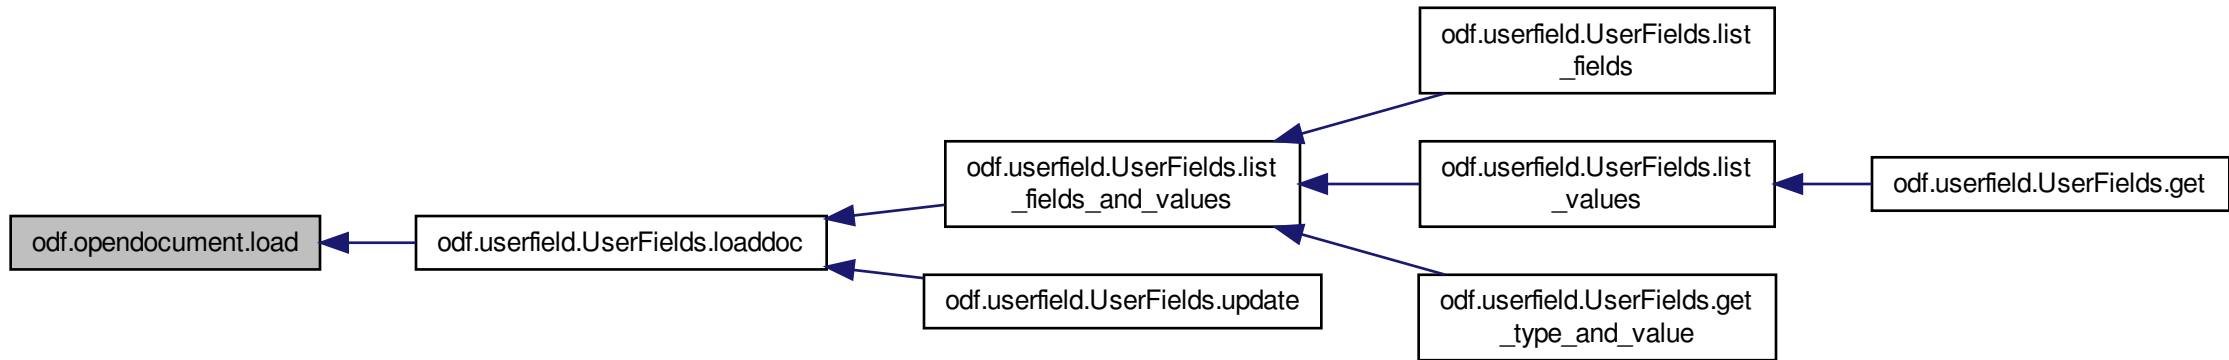 odf.opendocument.load
odf.userfield.UserFields.loaddoc
odf.userfield.UserFields.list
_fields_and_values
odf.userfield.UserFields.update
odf.userfield.UserFields.list
_fields
odf.userfield.UserFields.list
_values
odf.userfield.UserFields.get
_type_and_value
odf.userfield.UserFields.get